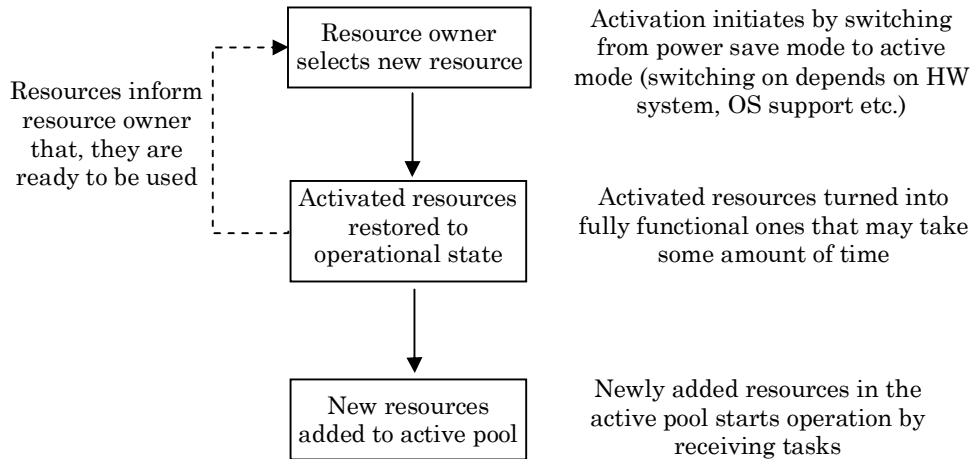 Resource owner
selects new resource
Activation initiates by switching
from power save mode to active
mode (switching on depends on HW
system, OS support etc.)
Resources inform
resource owner
that, they are
ready to be used
Activated resources
restored to
operational state
Activated resources turned into
fully functional ones that may take
some amount of time
New resources
added to active pool
Newly added resources in the
active pool starts operation by
receiving tasks